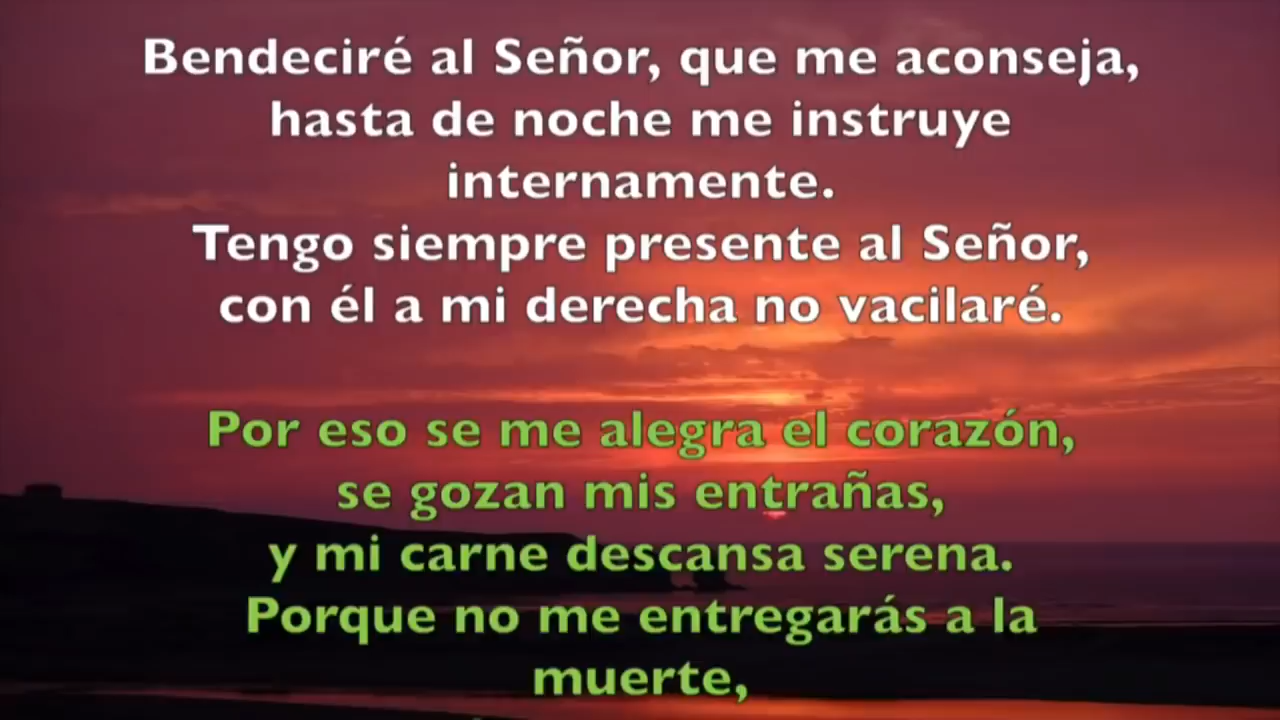 Bendeciré al Señor, que me aconseja,
hasta de noche me instruye
internamente.
Tengo siempre presente al Señor,
con él a mi derecha no vacilaré.
Por eso se me alegra el corazón,
se gozan mis entrañas,
y mi carne descansa serena.
Porque no me entregarás a la
muerte,